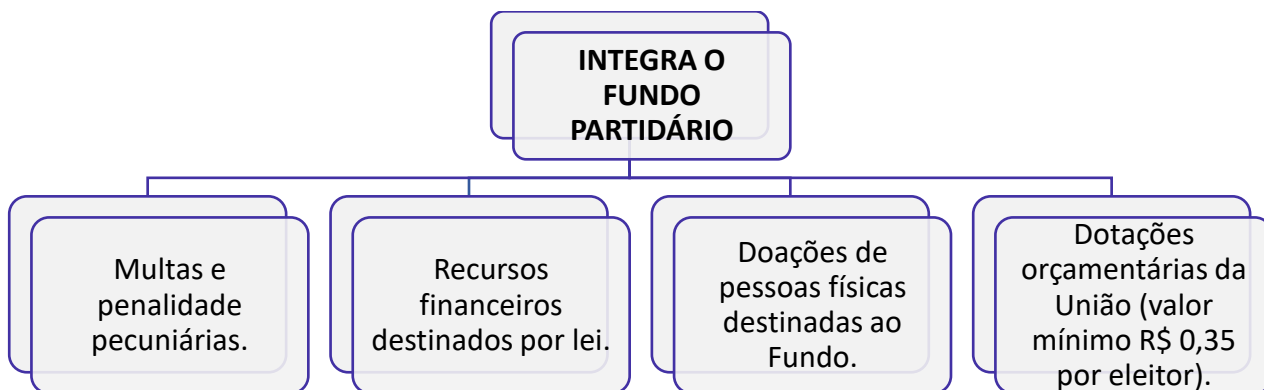 INTEGRA O
FUNDO
PARTIDÁRIO
Multas e
penalidade
pecuniárias.
Recursos
financeiros
destinados por lei.
Doações de
pessoas físicas
destinadas ao
Fundo.
Dotações
orçamentárias da
União (valor
mínimo R$ 0,35
por eleitor).